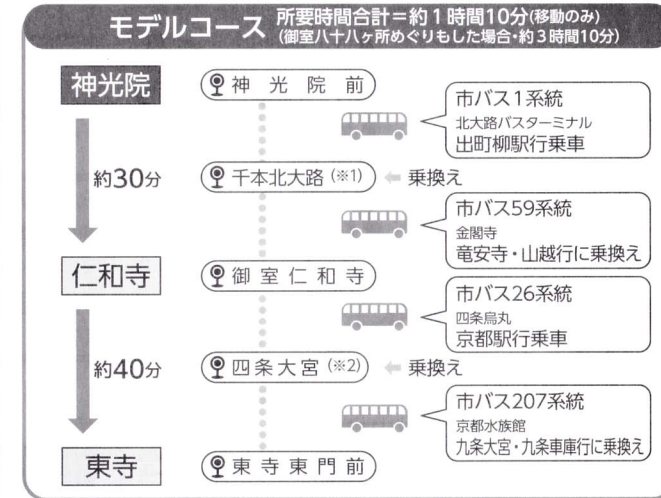 モデルコース 所要時間合計=約1時間10分(移動のみ)
(御室八十八ヶ所めぐりもした場合・約3時間10分)
神光院
神光院前
市バス1系統
北大路バスターミナル
出町柳駅行乗車
約30分
千本北大路(※1) 乗換え
市バス59系統
金閣寺
竜安寺・山越行に乗換え
仁和寺
御室仁和寺
市バス26系統
四条烏丸
京都駅行乗車
約40分
四条大宮(※2) 乗換え
市バス207系統
京都水族館
九条大宮・九条車庫行に乗換え
東寺
東寺東門前